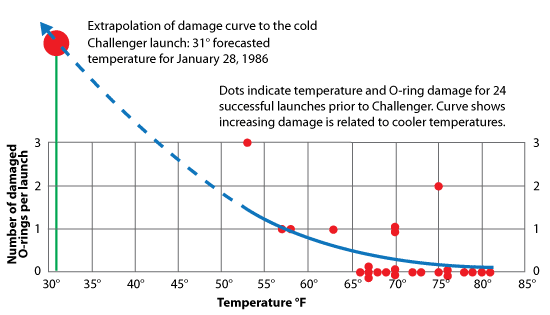 Extrapolation of damage curve to the cold
Challenger launch: 31° forecasted
temperature for January 28, 1986
Dots indicate temperature and O-ring damage for 24
successful launches prior to Challenger. Curve shows
increasing damage is related to cooler temperatures.
Number of damaged
O-rings per launch
3
2
1
0
3
2
1
0
30° 35° 40° 45° 50° 55° 60° 65° 70° 75° 80° 85°
Temperature °F